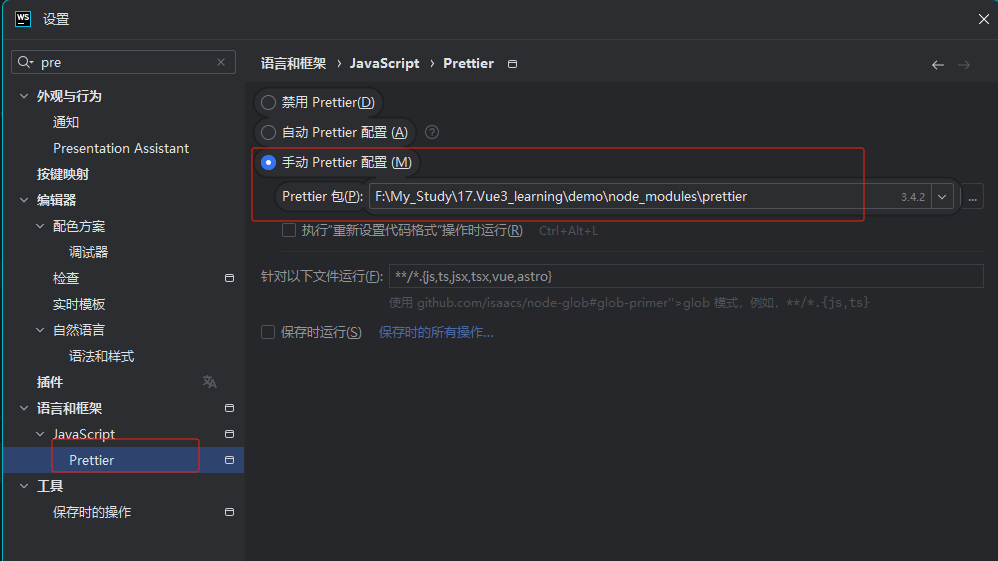 WS 设置
pre
外观与行为
通知
Presentation Assistant
按键映射
编辑器
配色方案
调试器
检查
实时模板
自然语言
语法和样式
插件
语言和框架
JavaScript
Prettier
工具
保存时的操作
语言和框架 › JavaScript › Prettier
禁用 Prettier(D)
自动 Prettier 配置 (A) ?
手动 Prettier 配置 (M)
Prettier 包(P): F:\My_Study\17.Vue3_learning\demo\node_modules\prettier 3.4.2 ...
执行"重新设置代码格式"操作时运行(R) Ctrl+Alt+L
针对以下文件运行(F): **/*.{js,ts,jsx,tsx,vue,astro}
使用 github.com/isaacs/node-glob#glob-primer">glob 模式，例如，**/*.{js,ts}
保存时运行(S) 保存时的所有操作...